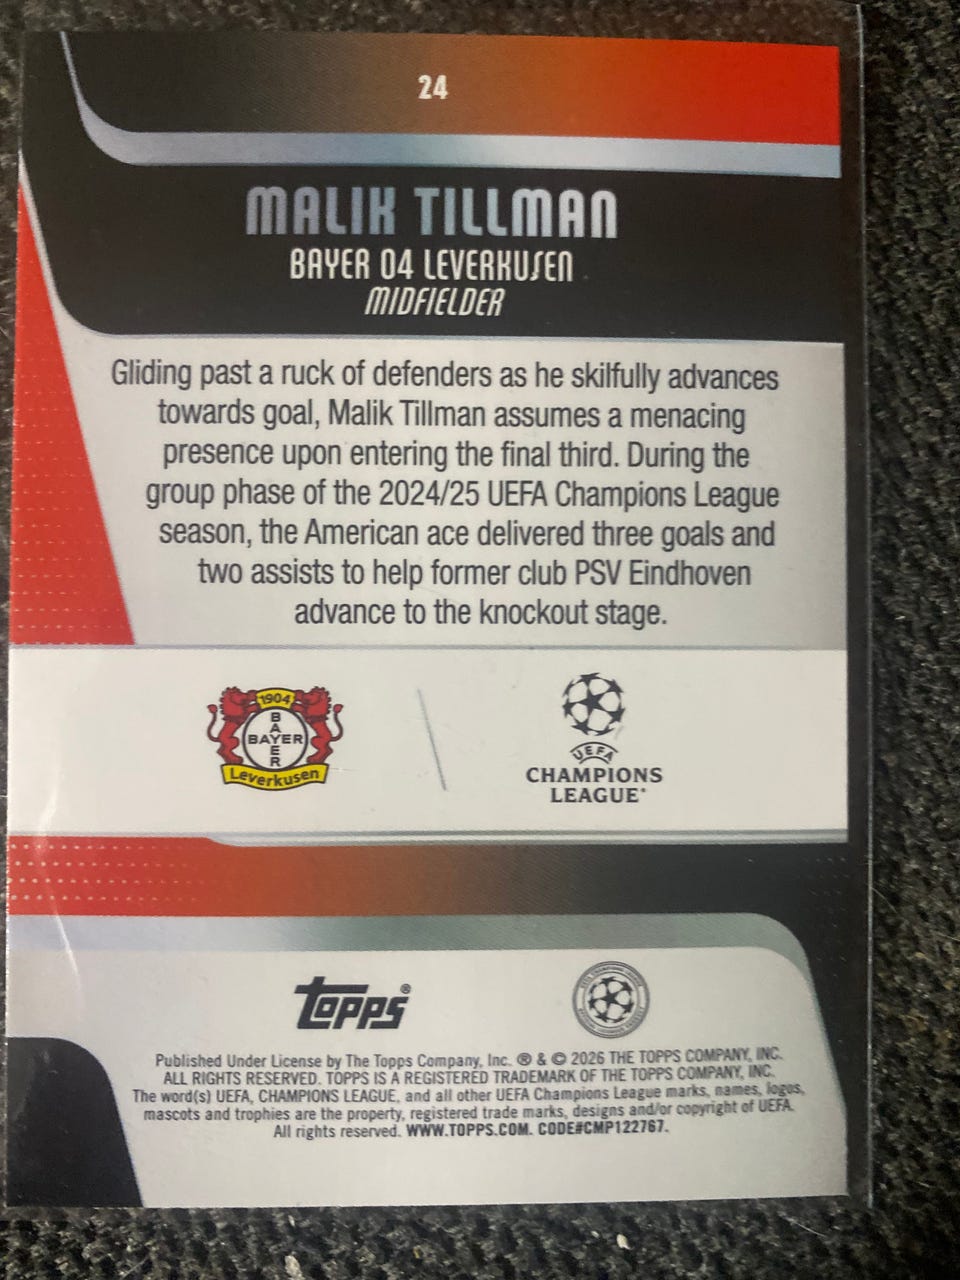 24
MALIK TILLMAN
BAYER 04 LEVERKUSEN
MIDFIELDER
Gliding past a ruck of defenders as he skilfully advances
towards goal, Malik Tillman assumes a menacing
presence upon entering the final third. During the
group phase of the 2024/25 UEFA Champions League
season, the American ace delivered three goals and
two assists to help former club PSV Eindhoven
advance to the knockout stage.
1904
BAYER
BAYER
Leverkusen
UEFA
CHAMPIONS
LEAGUE®
Topps®
Published Under License by The Topps Company, Inc. ® & © 2026 THE TOPPS COMPANY, INC.
ALL RIGHTS RESERVED. TOPPS IS A REGISTERED TRADEMARK OF THE TOPPS COMPANY, INC.
The word(s) UEFA, CHAMPIONS LEAGUE, and all other UEFA Champions League marks, names, logos,
mascots and trophies are the property, registered trade marks, designs and/or copyright of UEFA.
All rights reserved. WWW.TOPPS.COM. CODE#CMP122767.